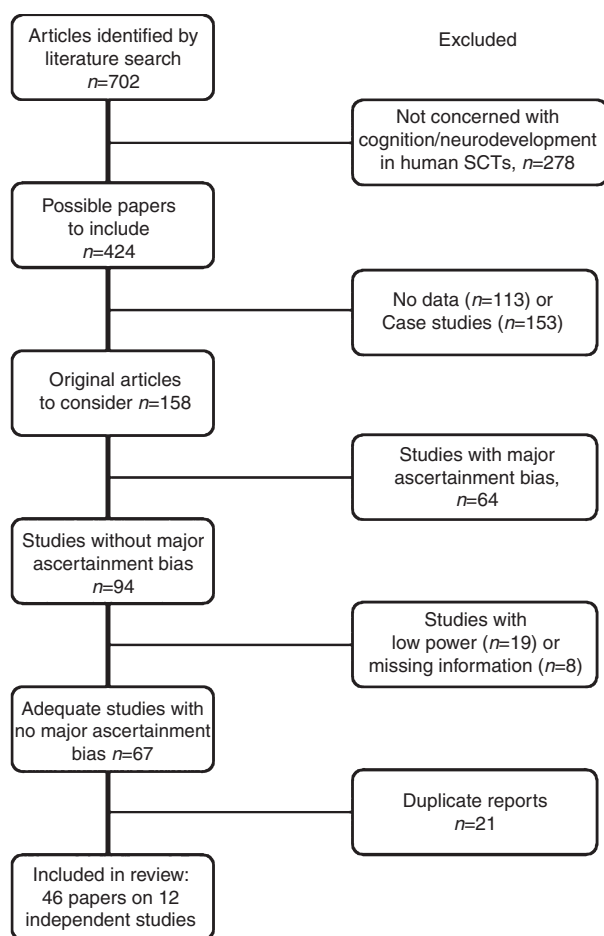 Articles identified by
literature search
n=702
Excluded
Not concerned with
cognition/neurodevelopment
in human SCTs, n=278
Possible papers
to include
n=424
No data (n=113) or
Case studies (n=153)
Original articles
to consider n=158
Studies with major
ascertainment bias,
n=64
Studies without major
ascertainment bias
n=94
Studies with
low power (n=19) or
missing information (n=8)
Adequate studies with
no major ascertainment
bias n=67
Duplicate reports
n=21
Included in review:
46 papers on 12
independent studies